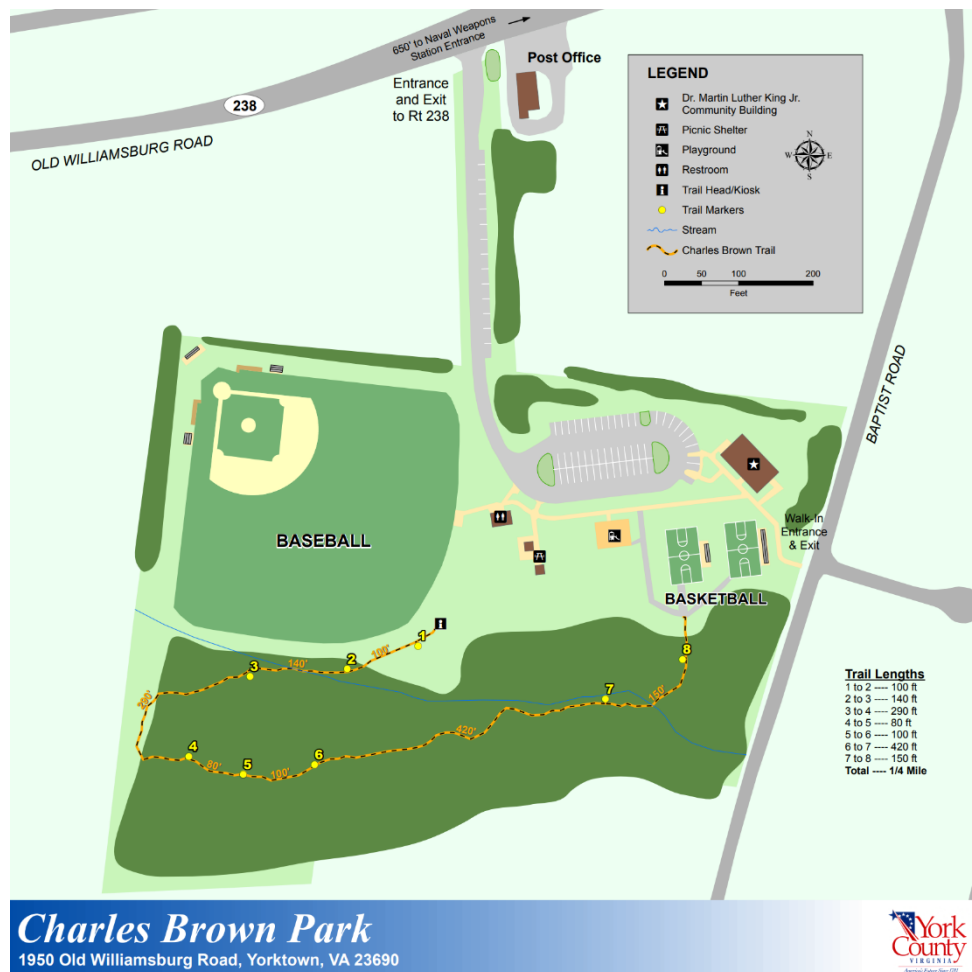 650' to Naval Weapons
Station Entrance
Post Office
Entrance
and Exit
to Rt 238
238
OLD WILLIAMSBURG ROAD
LEGEND
Dr. Martin Luther King Jr.
Community Building
Picnic Shelter
Playground
Restroom
Trail Head/Kiosk
Trail Markers
Stream
Charles Brown Trail
N
W
E
S
0 50 100 200
Feet
BAPTIST ROAD
BASEBALL
Walk-In
Entrance
& Exit
BASKETBALL
1
100'
2
140'
3
290'
4
80'
5
100'
6
420'
7
150'
8
Trail Lengths
1 to 2 ---- 100 ft
2 to 3 ---- 140 ft
3 to 4 ---- 290 ft
4 to 5 ---- 80 ft
5 to 6 ---- 100 ft
6 to 7 ---- 420 ft
7 to 8 ---- 150 ft
Total ---- 1/4 Mile
Charles Brown Park
1950 Old Williamsburg Road, Yorktown, VA 23690
York
County
VIRGINIA